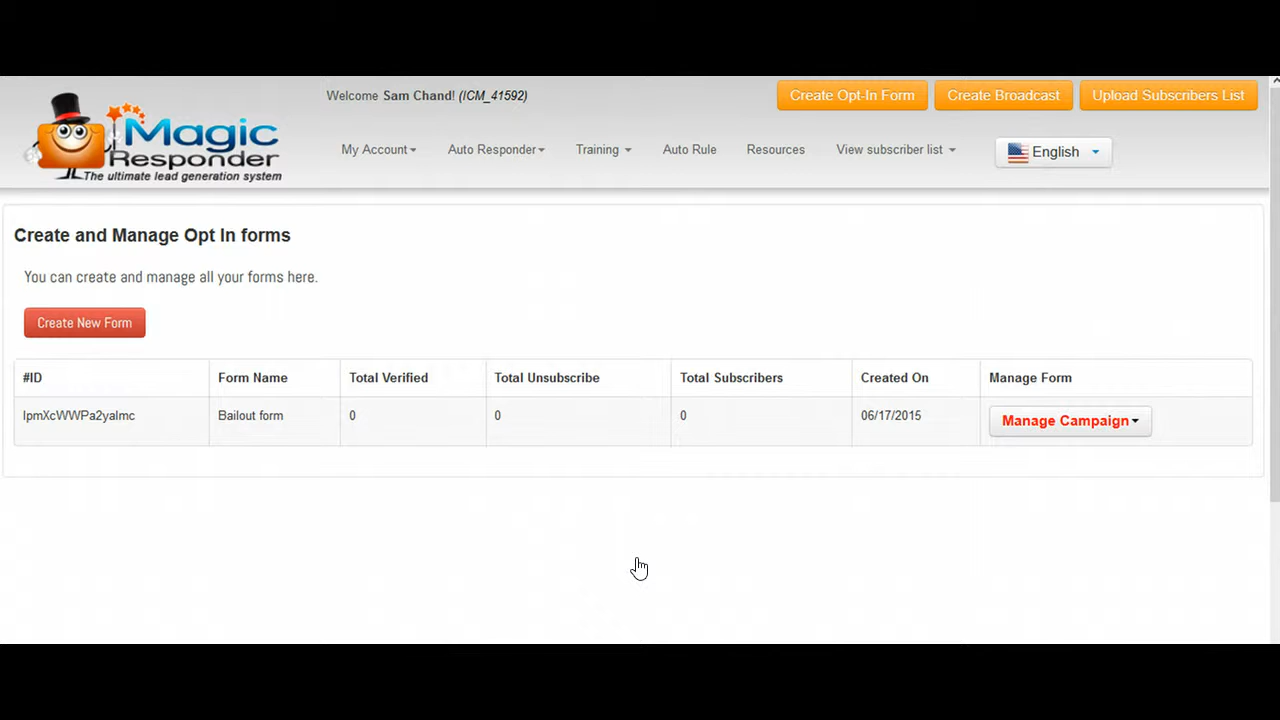 Welcome Sam Chand! (ICM_41592)
Create Opt-In Form
Create Broadcast
Upload Subscribers List
Magic
Responder
The ultimate lead generation system
My Account
Auto Responder
Training
Auto Rule
Resources
View subscriber list
English
Create and Manage Opt In forms
You can create and manage all your forms here.
Create New Form
#ID Form Name Total Verified Total Unsubscribe Total Subscribers Created On Manage Form
lpmXcWWPa2yalmc Bailout form 0 0 0 06/17/2015 Manage Campaign